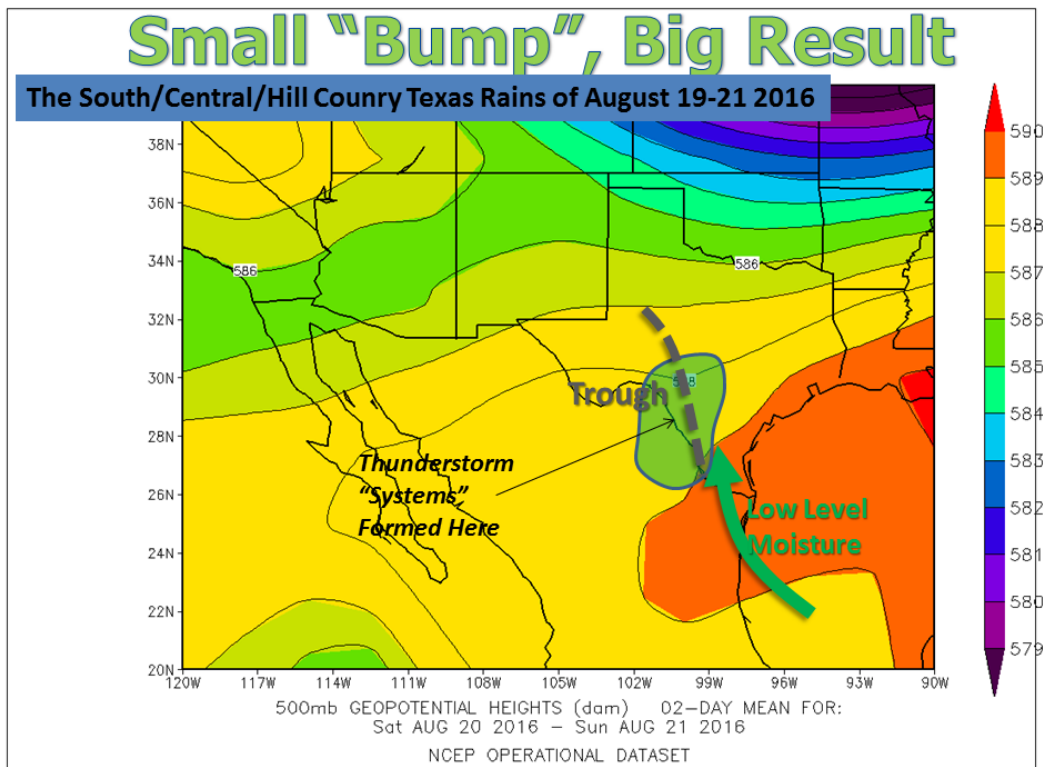 Small “Bump”, Big Result
The South/Central/Hill Counry Texas Rains of August 19-21 2016
38N
36N
34N
32N
30N
28N
26N
24N
22N
20N
586
586
588
Trough
Thunderstorm
“Systems”
Formed Here
Low Level
Moisture
590
589
588
587
586
585
584
583
582
581
580
579
120W 117W 114W 111W 108W 105W 102W 99W 96W 93W 90W
500mb GEOPOTENTIAL HEIGHTS (dam) 02-DAY MEAN FOR:
Sat AUG 20 2016 – Sun AUG 21 2016
NCEP OPERATIONAL DATASET